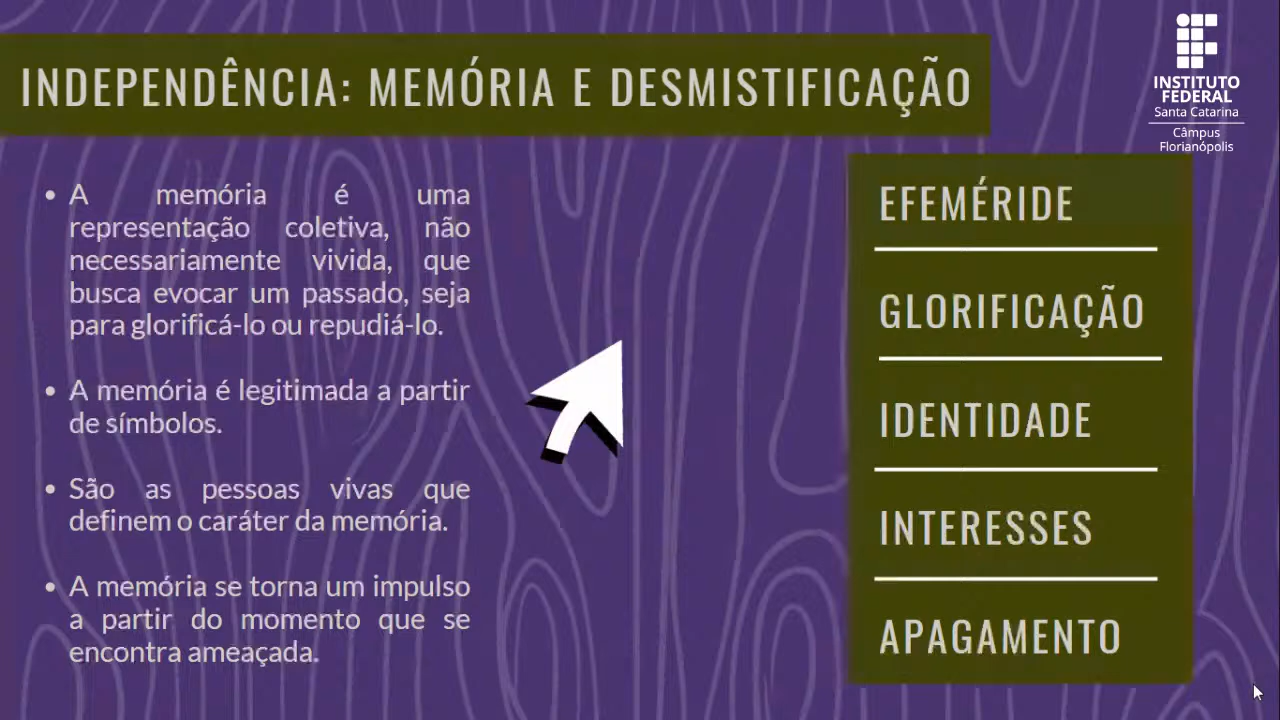 INDEPENDÊNCIA: MEMÓRIA E DESMISTIFICAÇÃO
INSTITUTO
FEDERAL
Santa Catarina
Câmpus
Florianópolis
• A memória é uma
representação coletiva, não
necessariamente vivida, que
busca evocar um passado, seja
para glorificá-lo ou repudiá-lo.
• A memória é legitimada a partir
de símbolos.
• São as pessoas vivas que
definem o caráter da memória.
• A memória se torna um impulso
a partir do momento que se
encontra ameaçada.
EFEMÉRIDE
GLORIFICAÇÃO
IDENTIDADE
INTERESSES
APAGAMENTO